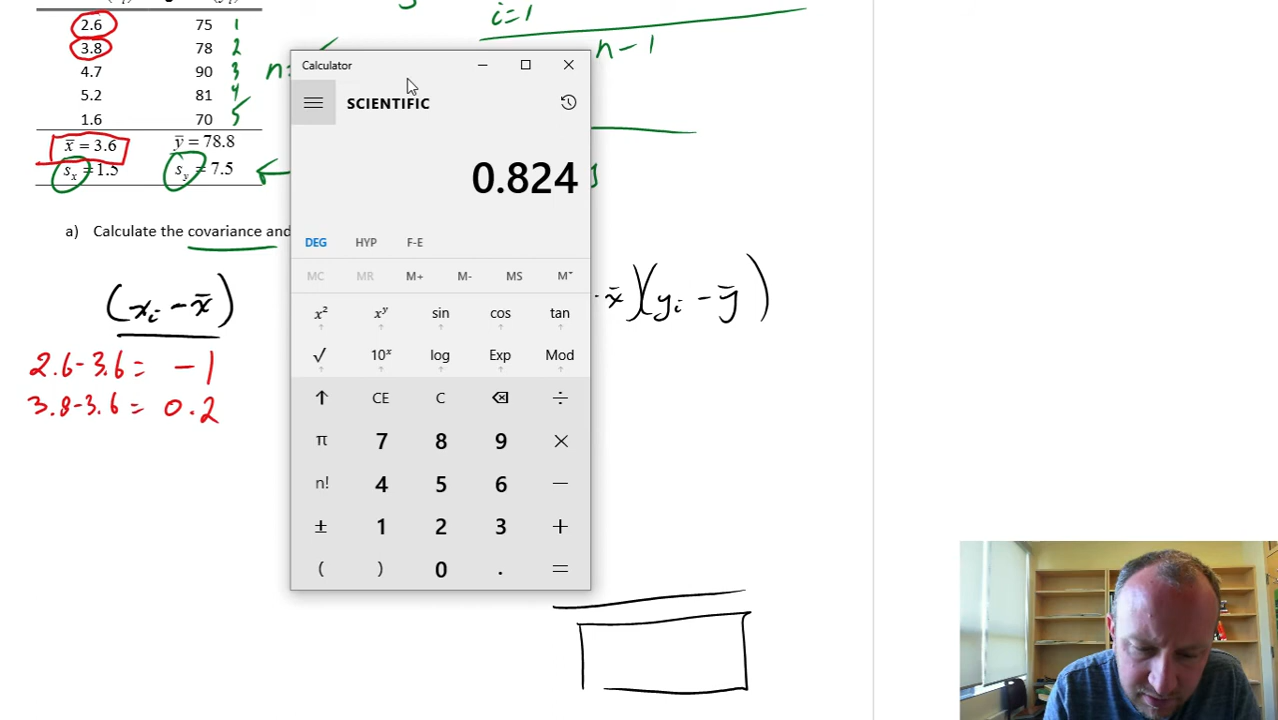 2.6 75 1
3.8 78 2
4.7 90 3
5.2 81 4
1.6 70 5
x̄ = 3.6 ȳ = 78.8
sx = 1.5 sy = 7.5
i=1
n-1
n=
a) Calculate the covariance and
(xi - x̄)
2.6-3.6= -1
3.8-3.6= 0.2
- x̄)(yi - ȳ)
Calculator
SCIENTIFIC
0.824
DEG HYP F-E
MC MR M+ M- MS M˅
x² xʸ sin cos tan
√ 10ˣ log Exp Mod
↑ CE C ⌫ ÷
π 7 8 9 ×
n! 4 5 6 −
± 1 2 3 +
( ) 0 . =